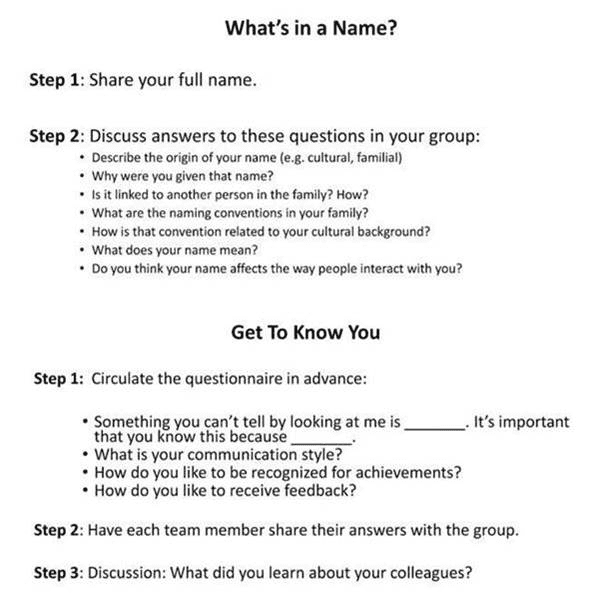 What's in a Name?
Step 1: Share your full name.
Step 2: Discuss answers to these questions in your group:
• Describe the origin of your name (e.g. cultural, familial)
• Why were you given that name?
• Is it linked to another person in the family? How?
• What are the naming conventions in your family?
• How is that convention related to your cultural background?
• What does your name mean?
• Do you think your name affects the way people interact with you?
Get To Know You
Step 1: Circulate the questionnaire in advance:
• Something you can't tell by looking at me is _______. It's important
that you know this because _______.
• What is your communication style?
• How do you like to be recognized for achievements?
• How do you like to receive feedback?
Step 2: Have each team member share their answers with the group.
Step 3: Discussion: What did you learn about your colleagues?